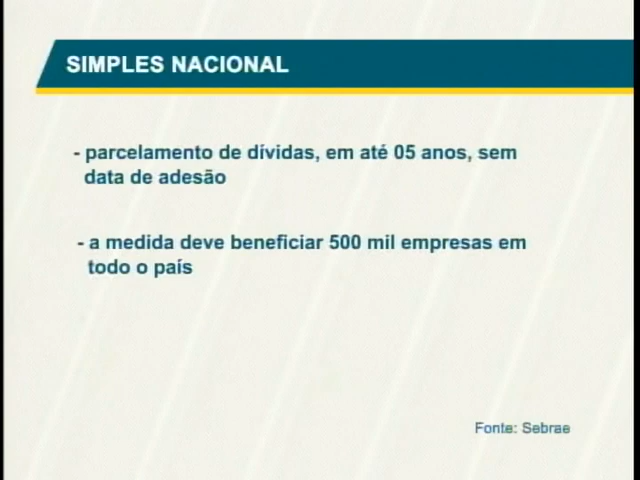 SIMPLES NACIONAL
- parcelamento de dívidas, em até 05 anos, sem
data de adesão
- a medida deve beneficiar 500 mil empresas em
todo o país
Fonte: Sebrae